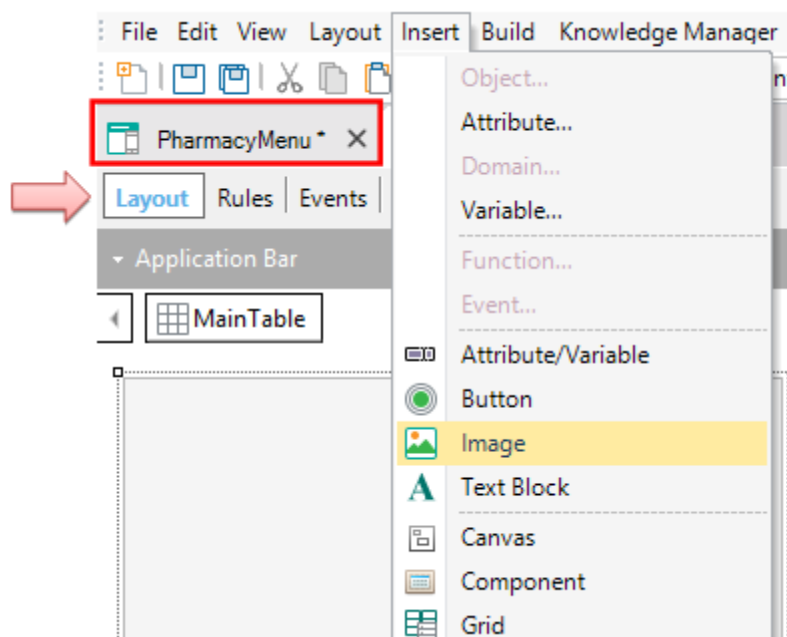 File Edit View Layout Insert Build Knowledge Manager
Object...
PharmacyMenu* X
Attribute...
Domain...
Layout Rules Events
Variable...
Application Bar
Function...
MainTable
Event...
Attribute/Variable
Button
Image
A Text Block
Canvas
Component
Grid